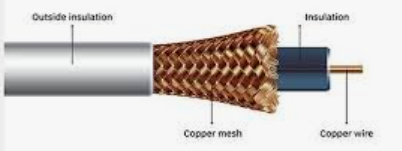 Outside insulation
Insulation
Copper mesh
Copper wire